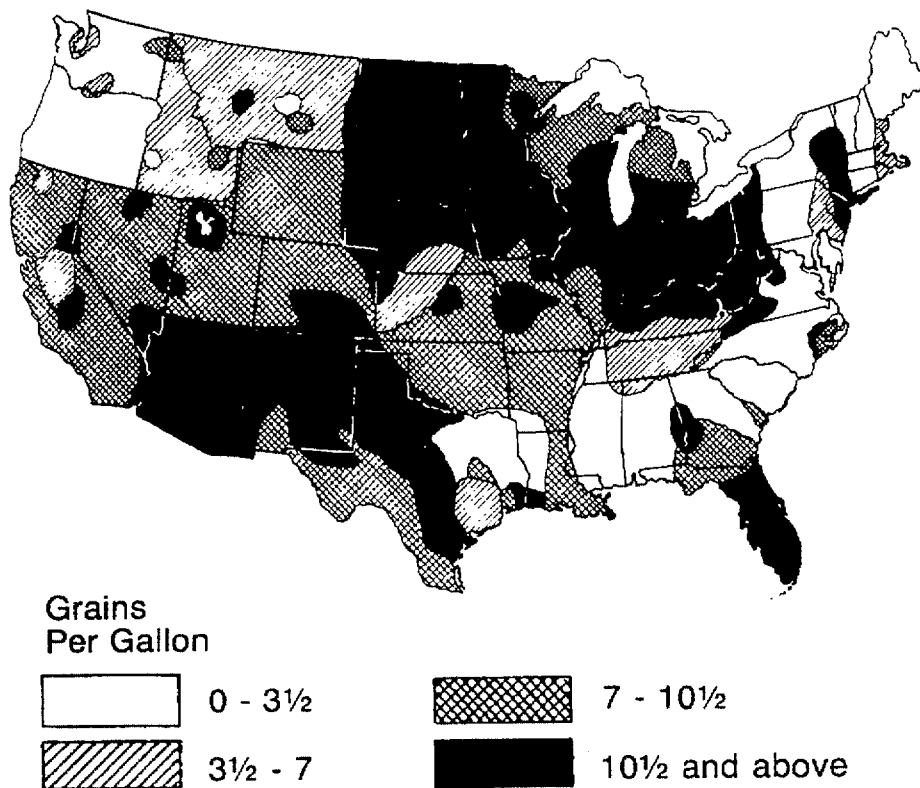 Grains
Per Gallon
0 - 3½
7 - 10½
3½ - 7
10½ and above